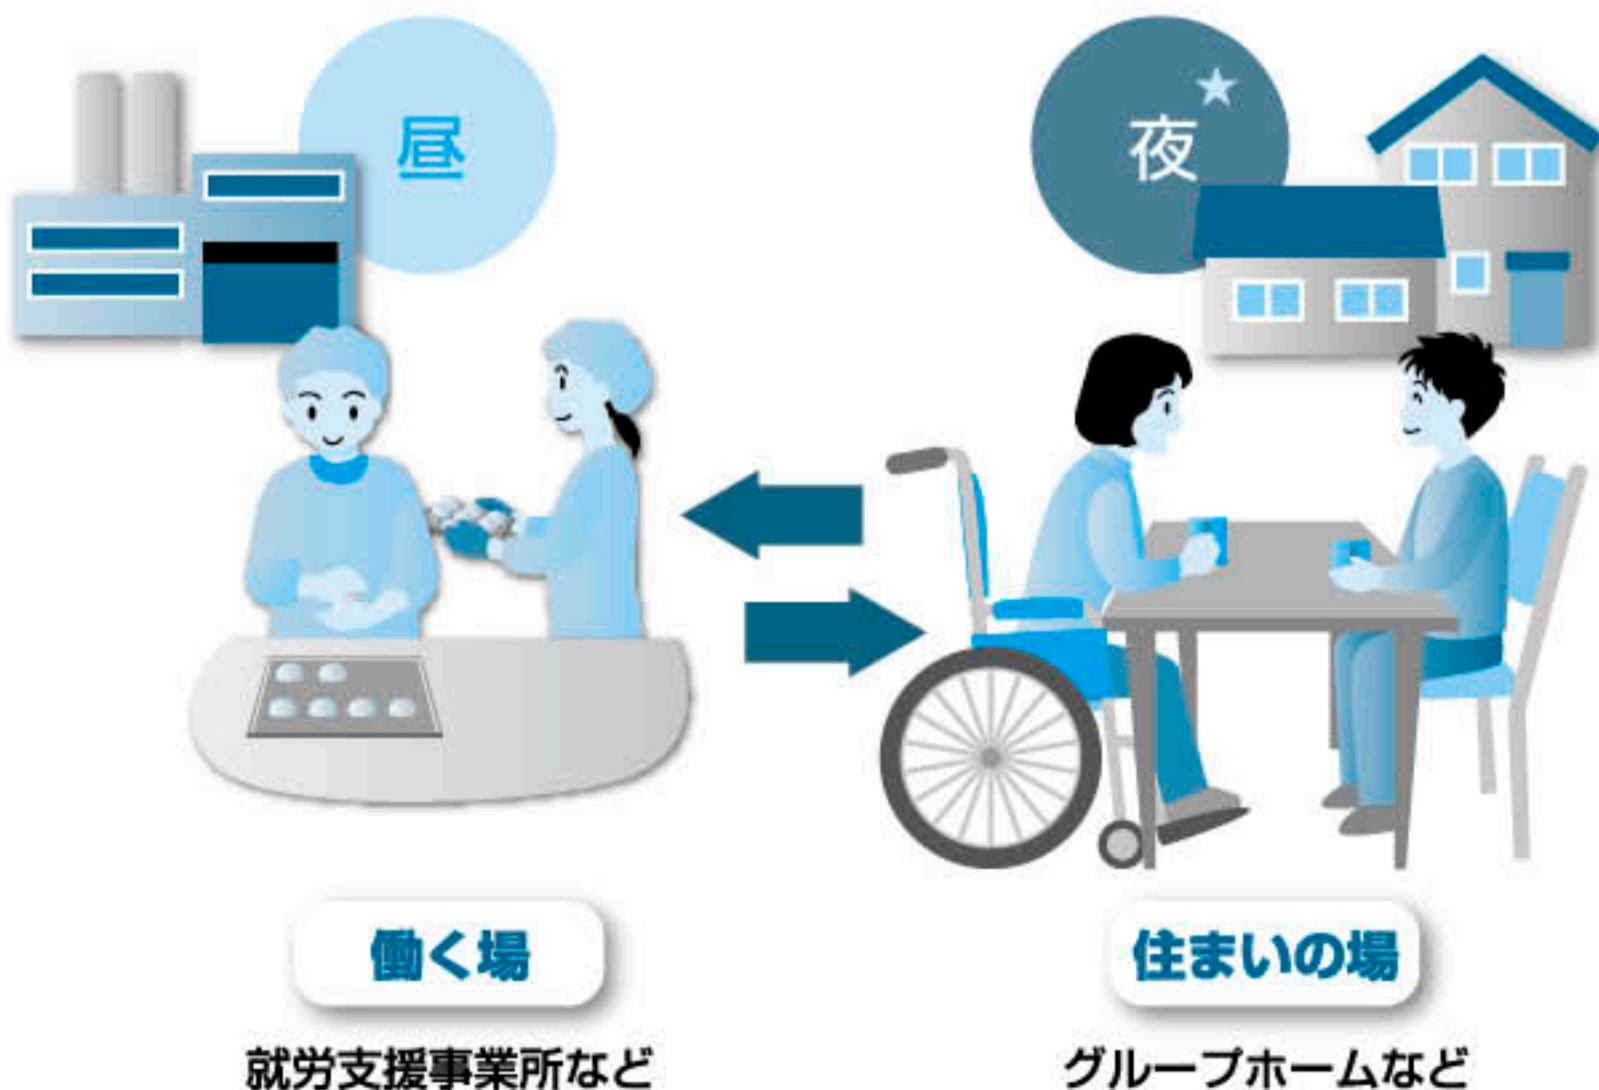 昼
夜
働く場
住まいの場
就労支援事業所など
グループホームなど